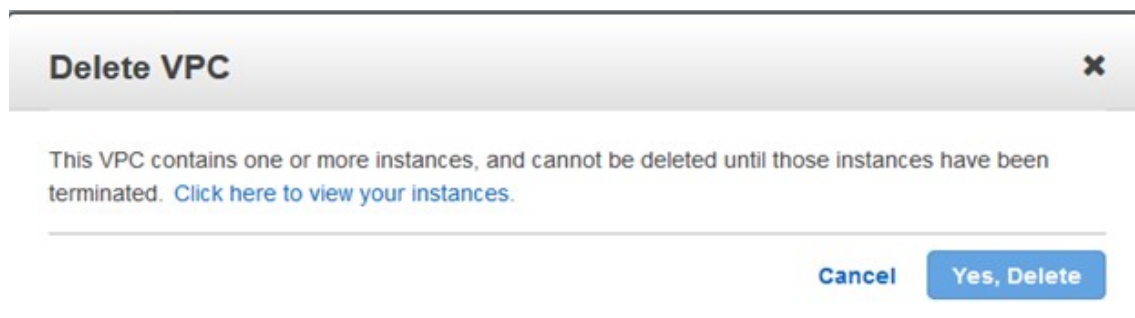 Delete VPC
This VPC contains one or more instances, and cannot be deleted until those instances have been
terminated. Click here to view your instances.
Cancel Yes, Delete